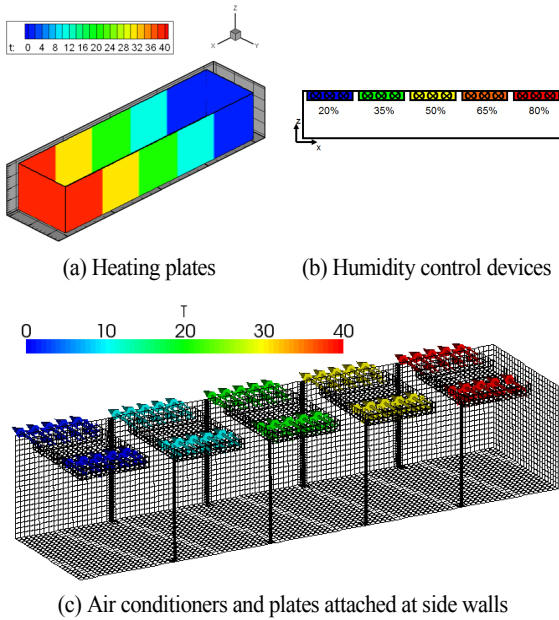 t: 0 4 8 12 16 20 24 28 32 36 40
Z
X Y
20% 35% 50% 65% 80%
z
x
(a) Heating plates
(b) Humidity control devices
T
0 10 20 30 40
(c) Air conditioners and plates attached at side walls